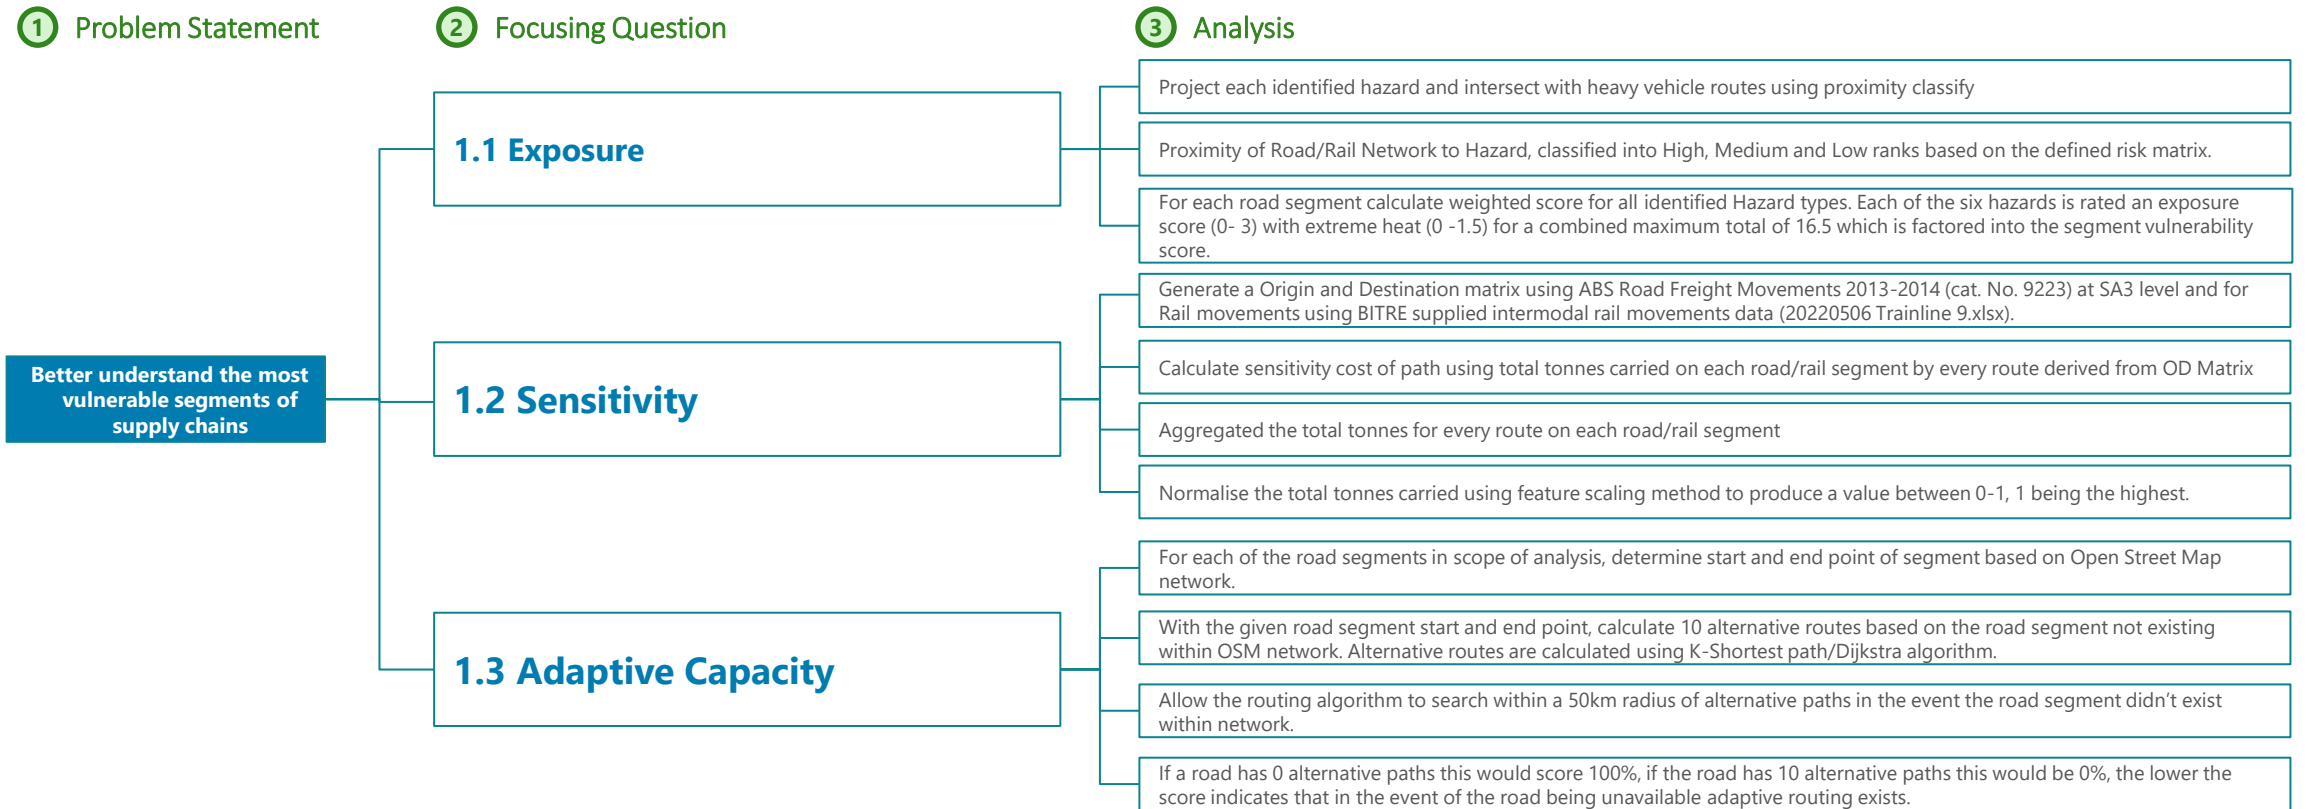 1 Problem Statement
2 Focusing Question
3 Analysis
Better understand the most
vulnerable segments of
supply chains
1.1 Exposure
Project each identified hazard and intersect with heavy vehicle routes using proximity classify
Proximity of Road/Rail Network to Hazard, classified into High, Medium and Low ranks based on the defined risk matrix.
For each road segment calculate weighted score for all identified Hazard types. Each of the six hazards is rated an exposure
score (0- 3) with extreme heat (0 -1.5) for a combined maximum total of 16.5 which is factored into the segment vulnerability
score.
1.2 Sensitivity
Generate a Origin and Destination matrix using ABS Road Freight Movements 2013-2014 (cat. No. 9223) at SA3 level and for
Rail movements using BITRE supplied intermodal rail movements data (20220506 Trainline 9.xlsx).
Calculate sensitivity cost of path using total tonnes carried on each road/rail segment by every route derived from OD Matrix
Aggregated the total tonnes for every route on each road/rail segment
Normalise the total tonnes carried using feature scaling method to produce a value between 0-1, 1 being the highest.
1.3 Adaptive Capacity
For each of the road segments in scope of analysis, determine start and end point of segment based on Open Street Map
network.
With the given road segment start and end point, calculate 10 alternative routes based on the road segment not existing
within OSM network. Alternative routes are calculated using K-Shortest path/Dijkstra algorithm.
Allow the routing algorithm to search within a 50km radius of alternative paths in the event the road segment didn’t exist
within network.
If a road has 0 alternative paths this would score 100%, if the road has 10 alternative paths this would be 0%, the lower the
score indicates that in the event of the road being unavailable adaptive routing exists.